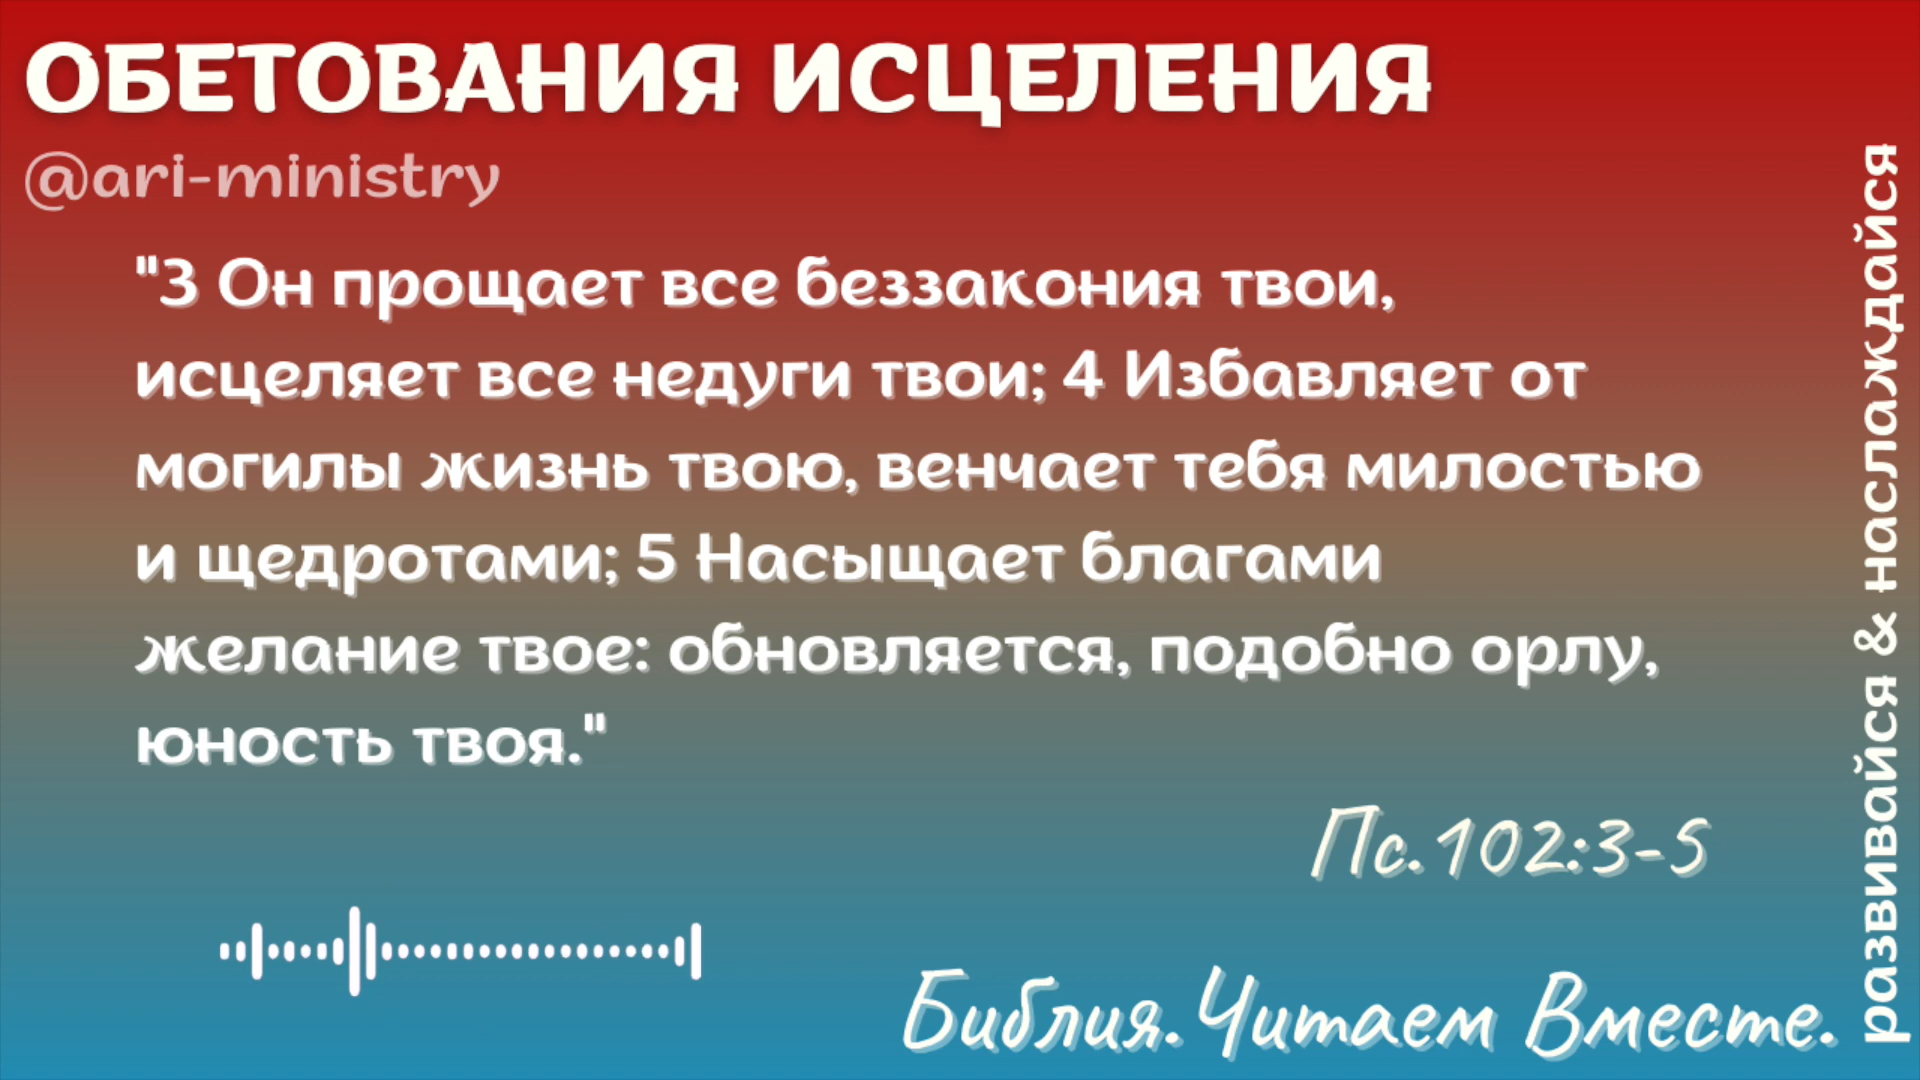 ОБЕТОВАНИЯ ИСЦЕЛЕНИЯ
@ari-ministry
"3 Он прощает все беззакония твои,
исцеляет все недуги твои; 4 Избавляет от
могилы жизнь твою, венчает тебя милостью
и щедротами; 5 Насыщает благами
желание твое: обновляется, подобно орлу,
юность твоя."
Пс.102:3-5
Библия.Читаем Вместе.
развивайся & наслаждайся